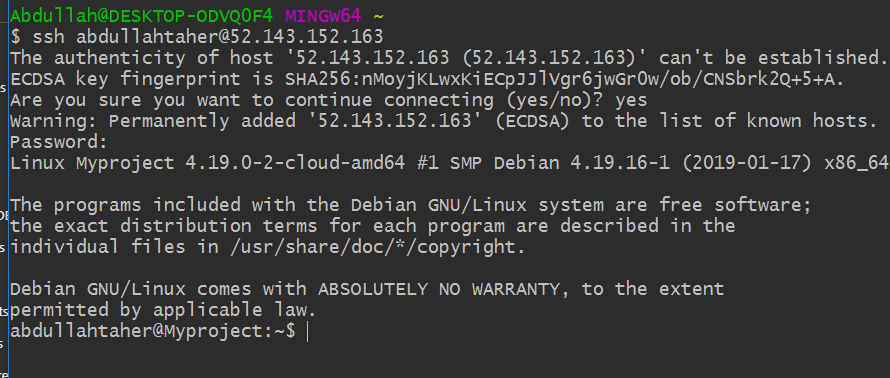 Abdullah@DESKTOP-ODVQ0F4 MINGW64 ~
$ ssh abdullahtaher@52.143.152.163
The authenticity of host '52.143.152.163 (52.143.152.163)' can't be established.
ECDSA key fingerprint is SHA256:nMoyjKLwxKiECpJJlVgr6jwGr0w/ob/CNSbrk2Q+5+A.
Are you sure you want to continue connecting (yes/no)? yes
Warning: Permanently added '52.143.152.163' (ECDSA) to the list of known hosts.
Password:
Linux Myproject 4.19.0-2-cloud-amd64 #1 SMP Debian 4.19.16-1 (2019-01-17) x86_64
The programs included with the Debian GNU/Linux system are free software;
the exact distribution terms for each program are described in the
individual files in /usr/share/doc/*/copyright.
Debian GNU/Linux comes with ABSOLUTELY NO WARRANTY, to the extent
permitted by applicable law.
abdullahtaher@Myproject:~$